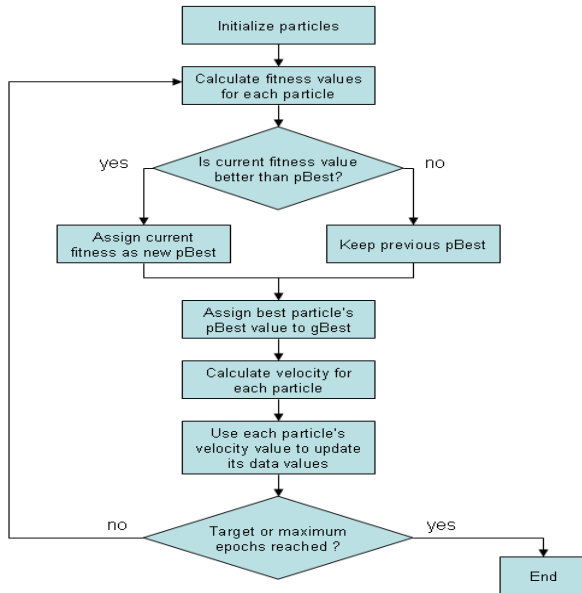 Initialize particles
Calculate fitness values
for each particle
yes
Is current fitness value
better than pBest?
no
Assign current
fitness as new pBest
Keep previous pBest
Assign best particle's
pBest value to gBest
Calculate velocity for
each particle
Use each particle's
velocity value to update
its data values
no
Target or maximum
epochs reached ?
yes
End